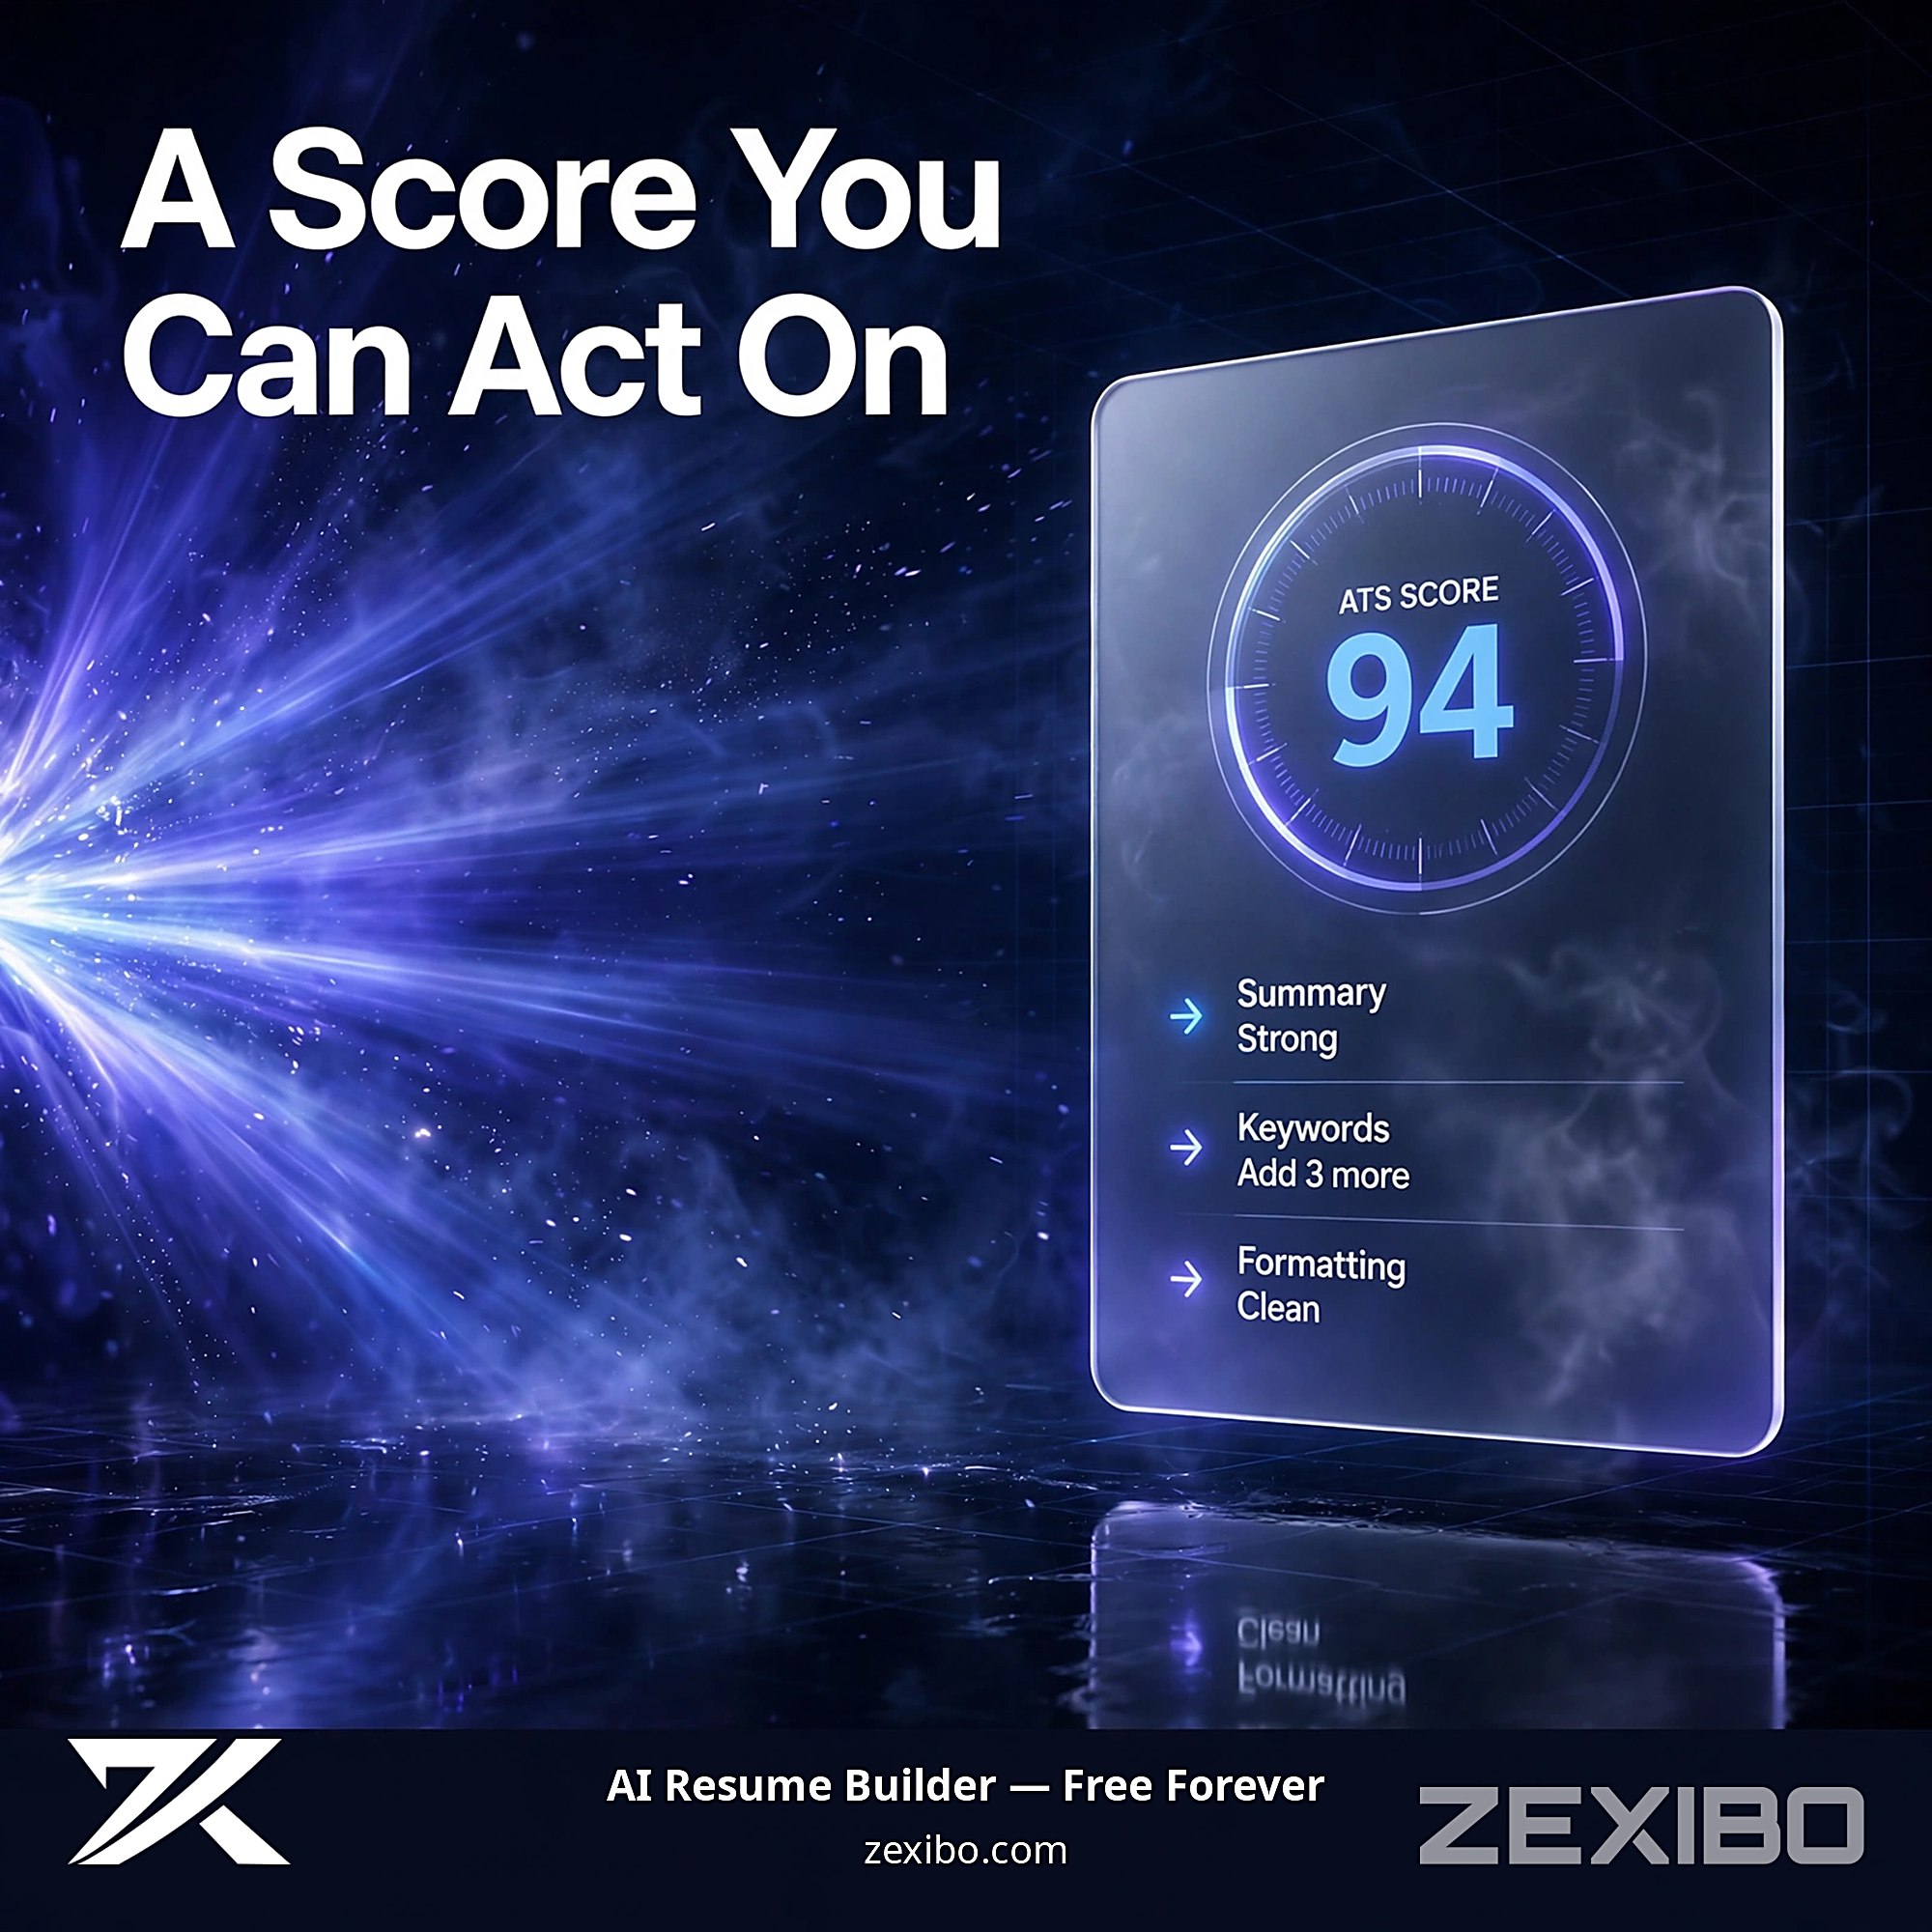 A Score You
Can Act On
ATS SCORE
94
Summary
Strong
Keywords
Add 3 more
Formatting
Clean
Clean
Formatting
AI Resume Builder — Free Forever
zexibo.com
ZEXIBO